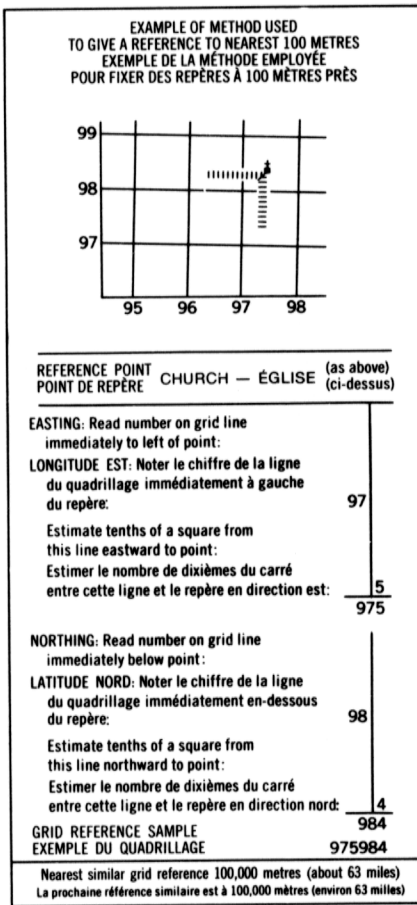 EXAMPLE OF METHOD USED
TO GIVE A REFERENCE TO NEAREST 100 METRES
EXEMPLE DE LA MÉTHODE EMPLOYÉE
POUR FIXER DES REPÈRES À 100 MÈTRES PRÈS
99
98
97
95 96 97 98
REFERENCE POINT CHURCH — ÉGLISE (as above)
POINT DE REPÈRE (ci-dessus)
EASTING: Read number on grid line
immediately to left of point:
LONGITUDE EST: Noter le chiffre de la ligne
du quadrillage immédiatement à gauche
du repère: 97
Estimate tenths of a square from
this line eastward to point:
Estimer le nombre de dixièmes du carré
entre cette ligne et le repère en direction est: 5
975
NORTHING: Read number on grid line
immediately below point:
LATITUDE NORD: Noter le chiffre de la ligne
du quadrillage immédiatement en-dessous
du repère: 98
Estimate tenths of a square from
this line northward to point:
Estimer le nombre de dixièmes du carré
entre cette ligne et le repère en direction nord: 4
984
GRID REFERENCE SAMPLE
EXEMPLE DU QUADRILLAGE 975984
Nearest similar grid reference 100,000 metres (about 63 miles)
La prochaine référence similaire est à 100,000 mètres (environ 63 milles)